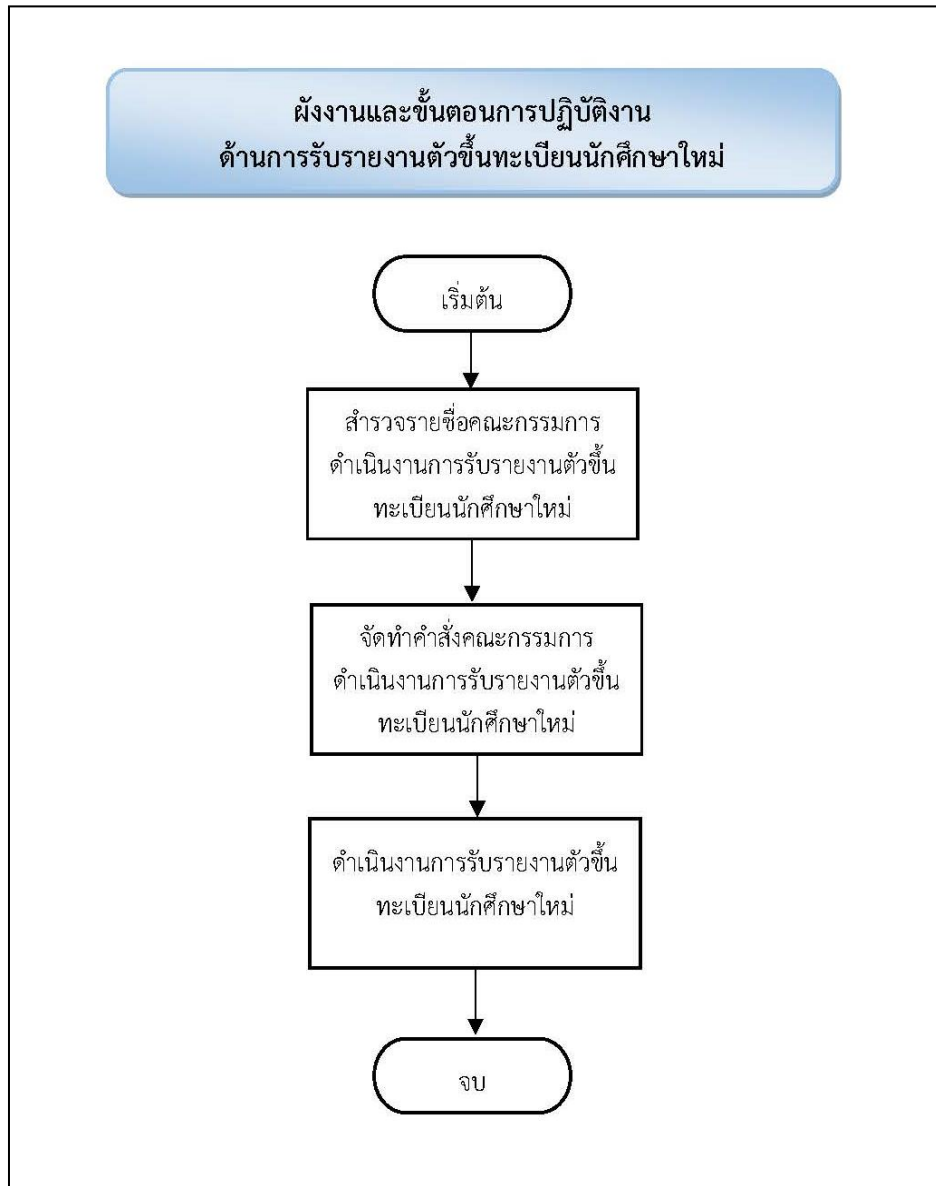 ผังงานและขั้นตอนการปฏิบัติงาน
ด้านการรับรายงานตัวขึ้นทะเบียนนักศึกษาใหม่
เริ่มต้น
สำรวจรายชื่อคณะกรรมการ
ดำเนินงานการรับรายงานตัวขึ้น
ทะเบียนนักศึกษาใหม่
จัดทำคำสั่งคณะกรรมการ
ดำเนินงานการรับรายงานตัวขึ้น
ทะเบียนนักศึกษาใหม่
ดำเนินงานการรับรายงานตัวขึ้น
ทะเบียนนักศึกษาใหม่
จบ